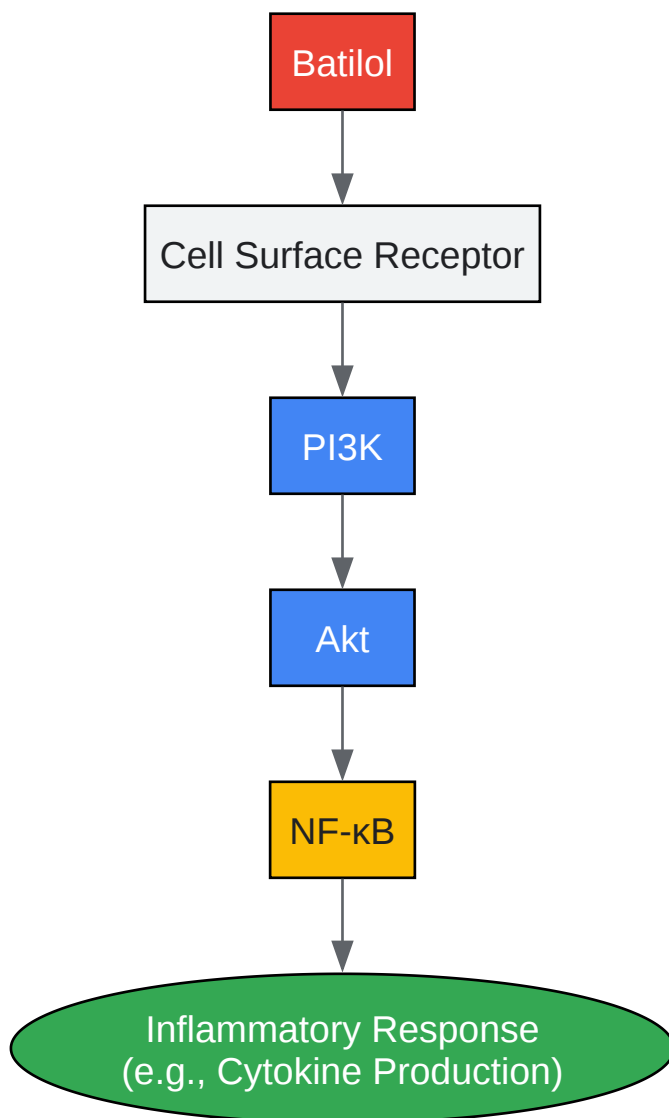 Batilol
Cell Surface Receptor
PI3K
Akt
NF-κB
Inflammatory Response
(e.g., Cytokine Production)